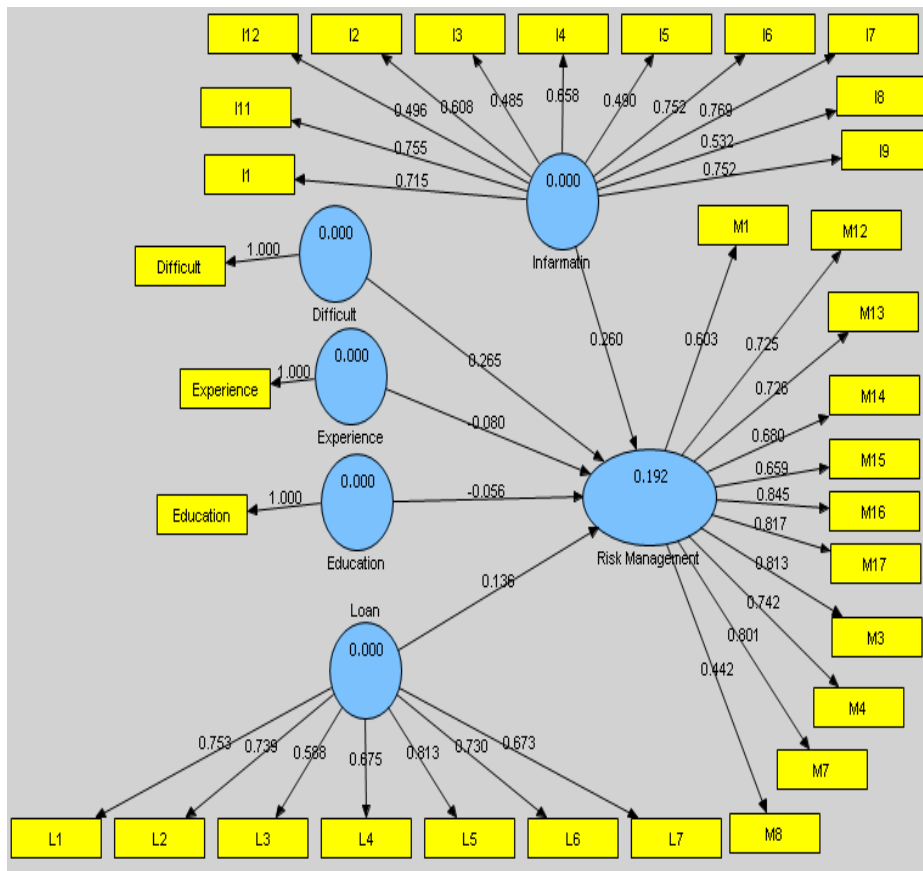 I12
I2
I3
I4
I5
I6
I7
I8
I9
I11
I1
0.496
0.608
0.485
0.658
0.490
0.752
0.769
0.532
0.752
0.755
0.715
0.000
Infarmatin
Difficult
1.000
0.000
Difficult
0.265
0.260
Experience
1.000
0.000
Experience
-0.080
Education
1.000
0.000
Education
-0.056
0.192
Risk Management
M1
M12
M13
M14
M15
M16
M17
M3
M4
M7
M8
0.603
0.725
0.726
0.680
0.659
0.845
0.817
0.813
0.742
0.801
0.442
0.136
Loan
0.000
0.753
0.739
0.588
0.675
0.813
0.730
0.673
L1
L2
L3
L4
L5
L6
L7